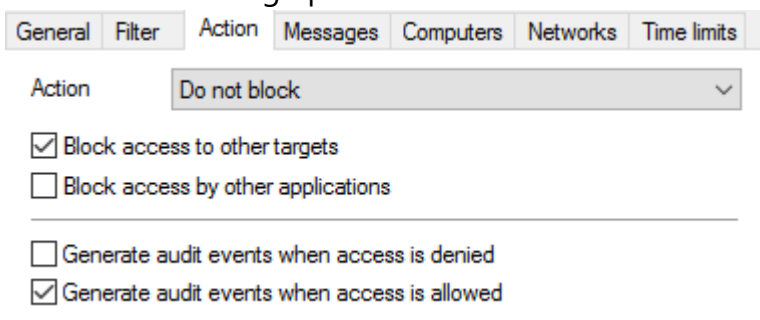 General Filter Action Messages Computers Networks Time limits
Action Do not block
Block access to other targets
Block access by other applications
Generate audit events when access is denied
Generate audit events when access is allowed